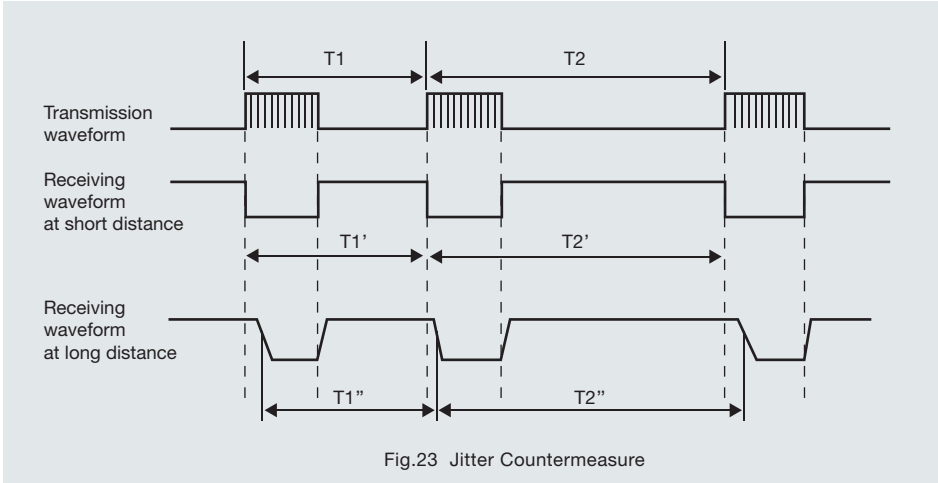 T1
T2
Transmission
waveform
Receiving
waveform
at short distance
T1’
T2’
Receiving
waveform
at long distance
T1”
T2”
Fig.23 Jitter Countermeasure